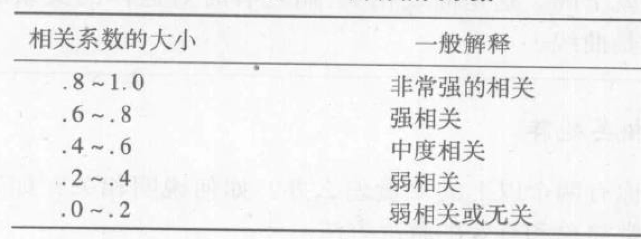 相关系数的大小 一般解释
.8~1.0 非常强的相关
.6~.8 强相关
.4~.6 中度相关
.2~.4 弱相关
.0~.2 弱相关或无关